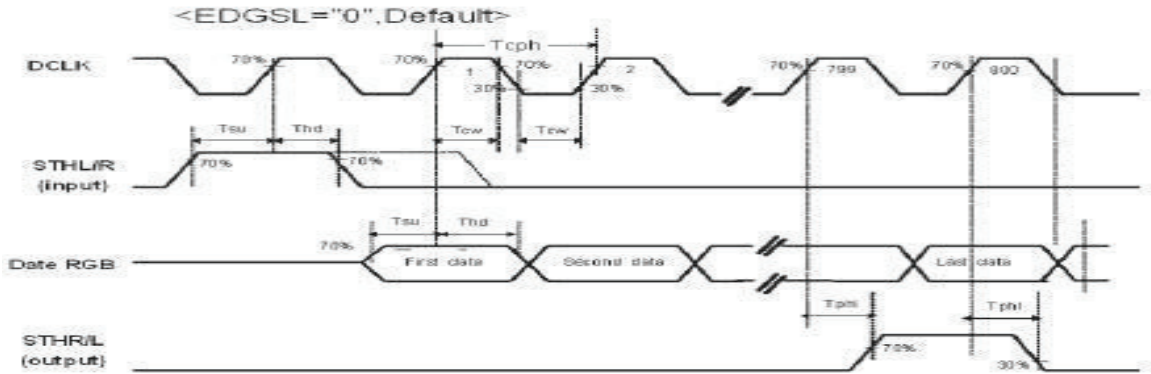 <EDGSL="0",Default>
Tcph
DCLK
70%
70%
1
70%
30%
30%
2
70%
799
70%
800
Tsu
Thd
Tcw
Tcw
STHL/R
(input)
70%
70%
Tsu
Thd
70%
Date RGB
First data
Second data
Last data
Tphl
STHR/L
(output)
70%
30%